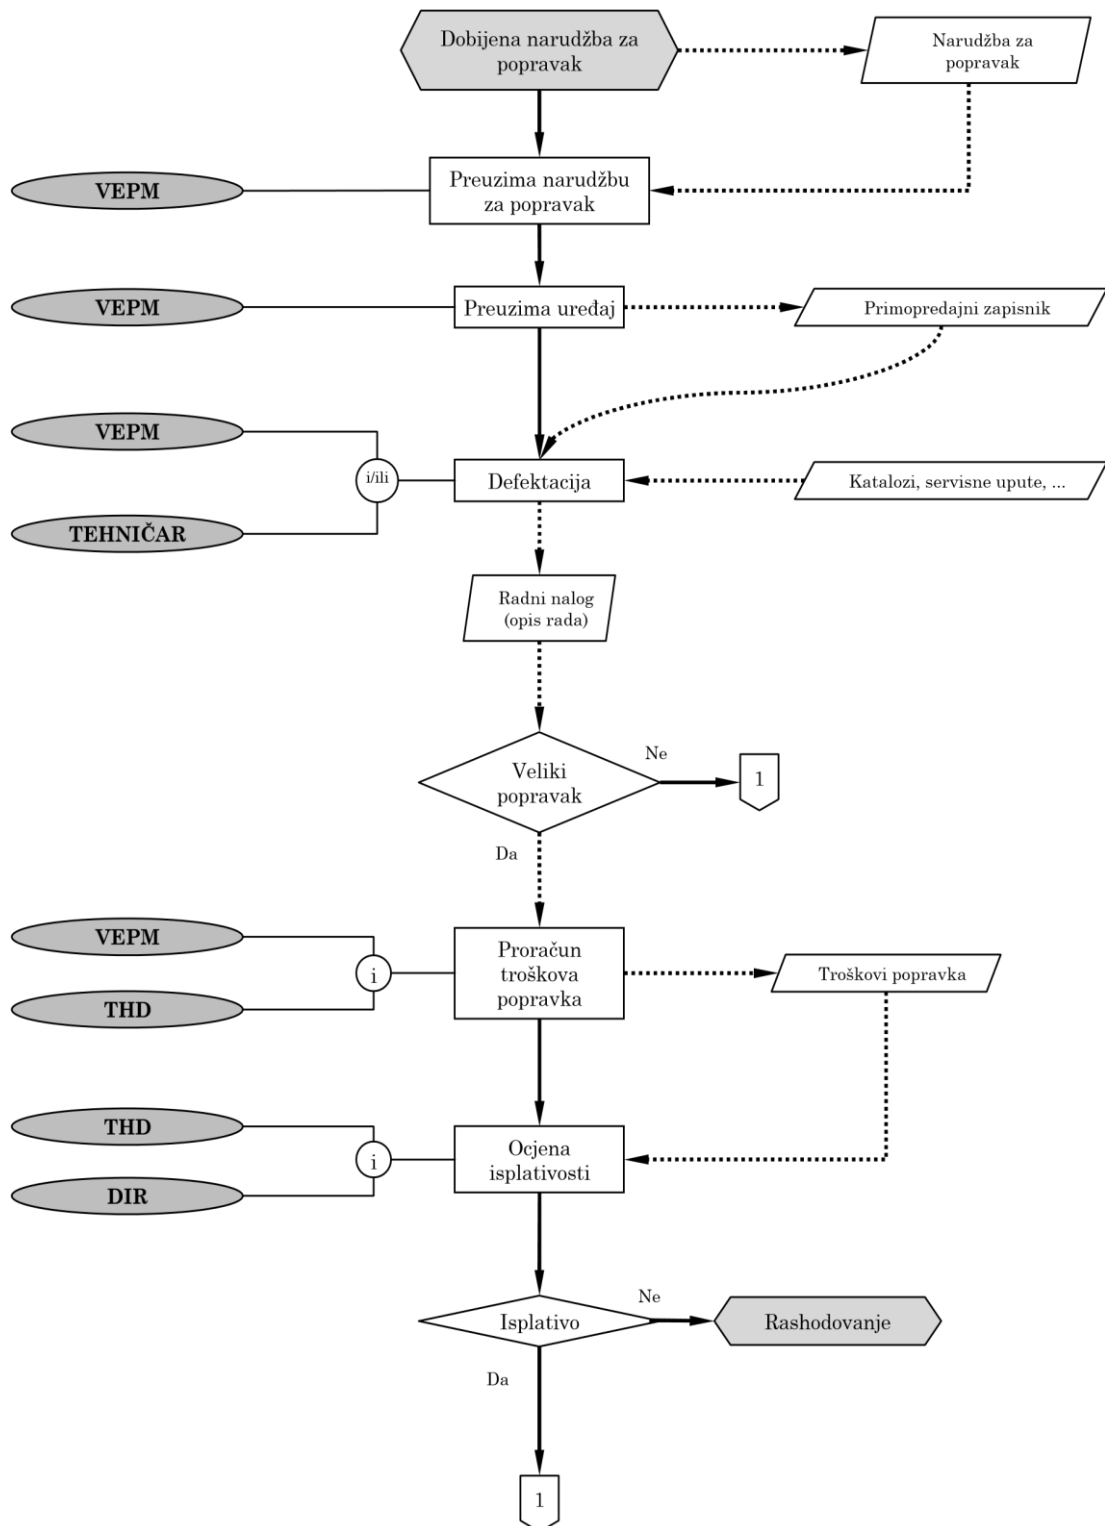 Dobijena narudžba za
popravak
Narudžba za
popravak
VEPM
Preuzima narudžbu
za popravak
VEPM
Preuzima uređaj
Primopredajni zapisnik
VEPM
i/ili
Defektacija
Katalozi, servisne upute, ...
TEHNIČAR
Radni nalog
(opis rada)
Veliki
popravak
Ne
1
Da
VEPM
i
THD
Proračun
troškova
popravka
Troškovi popravka
THD
i
DIR
Ocjena
isplativosti
Isplativo
Ne
Rashodovanje
Da
1